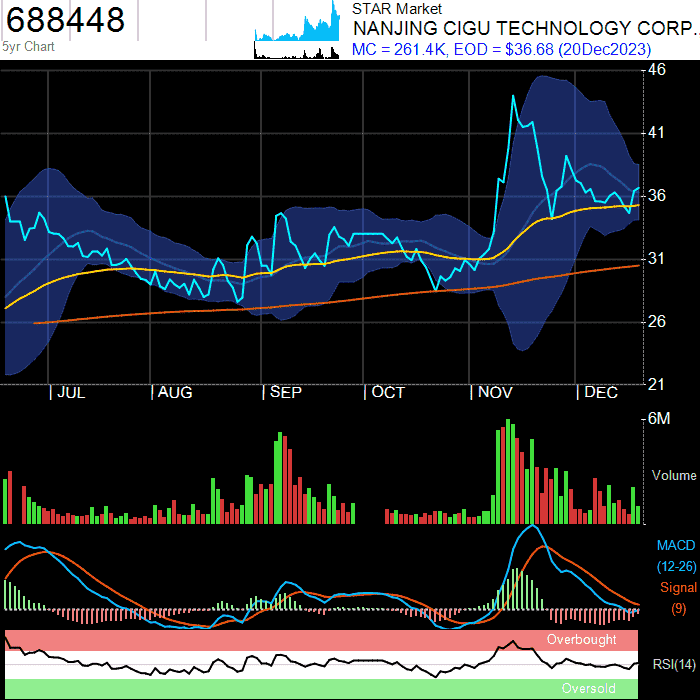 688448
5yr Chart
STAR Market
NANJING CIGU TECHNOLOGY CORP..
MC = 261.4K, EOD = $36.68 (20Dec2023)
46
41
36
31
26
21
| JUL | AUG | SEP | OCT | NOV | DEC
6M
Volume
MACD
(12-26)
Signal
(9)
Overbought
RSI(14)
Oversold